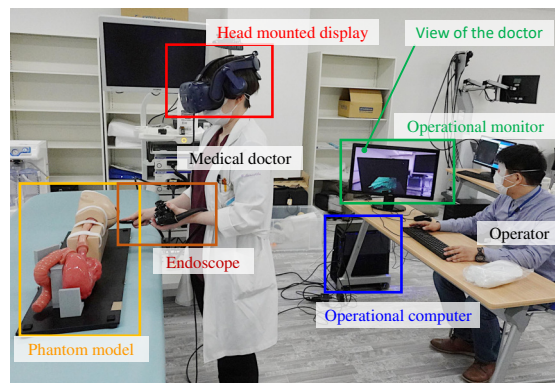 Head mounted display
View of the doctor
Operational monitor
Medical doctor
Operator
Endoscope
Operational computer
Phantom model